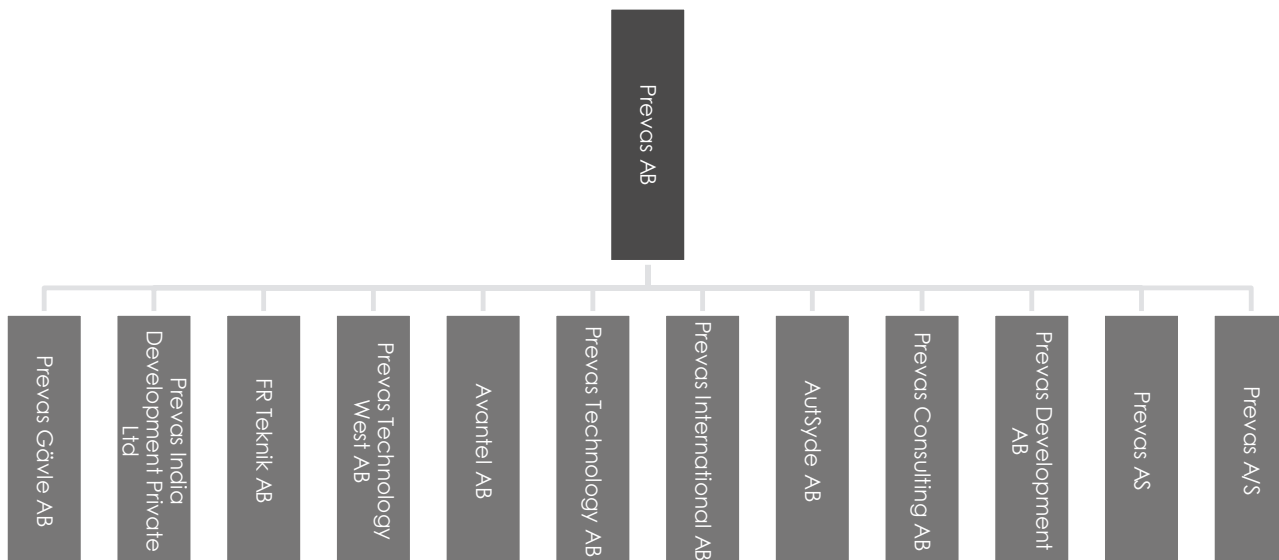 Prevas AB
Prevas Gävle AB
Prevas India
Development Private
Ltd
FR Teknik AB
Prevas Technology
West AB
Avantel AB
Prevas Technology AB
Prevas International AB
AutSyde AB
Prevas Consulting AB
Prevas Development
AB
Prevas AS
Prevas A/S